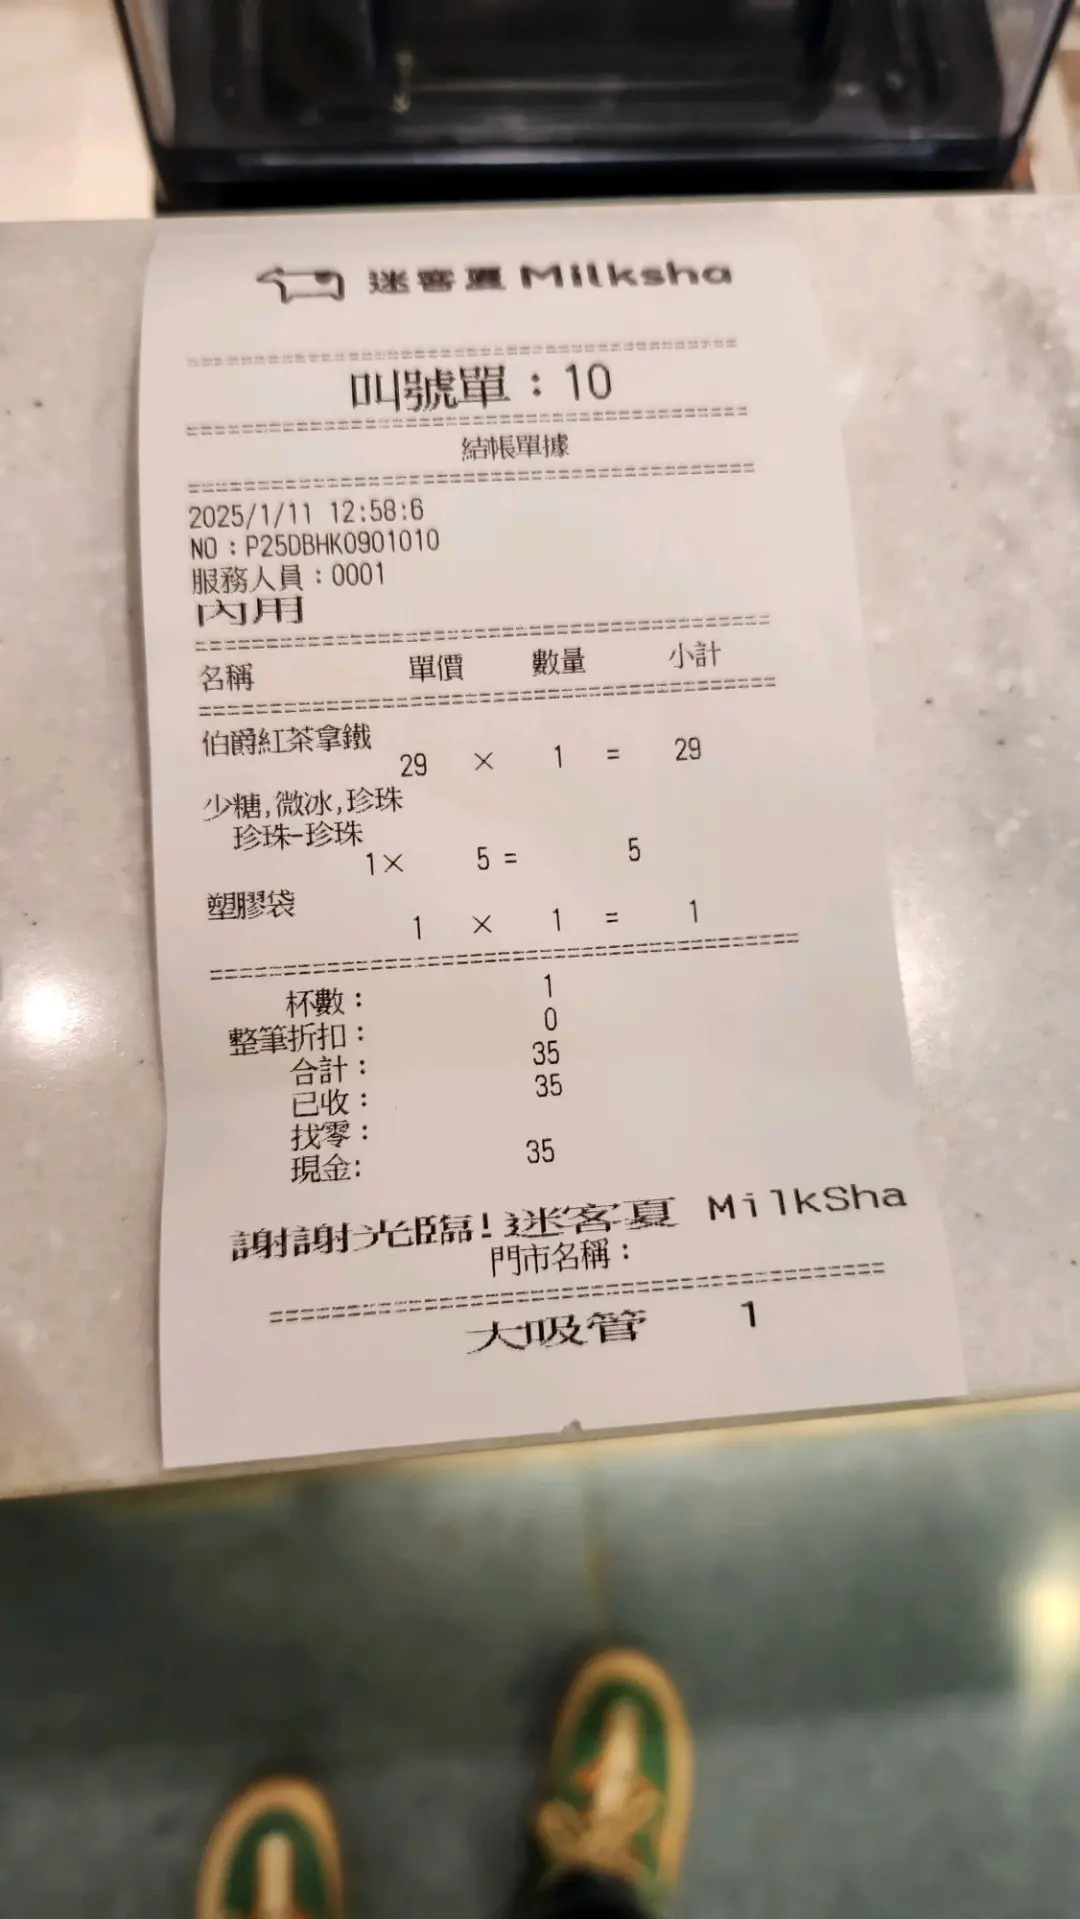 迷客夏 Milksha
叫號單：10
結帳單據
2025/1/11 12:58:6
NO：P25DBHK0901010
服務人員：0001
內用
名稱 單價 數量 小計
伯爵紅茶拿鐵
29 × 1 = 29
少糖,微冰,珍珠
珍珠-珍珠
1× 5 = 5
塑膠袋
1 × 1 = 1
杯數： 1
整筆折扣： 0
合計： 35
已收： 35
找零：
現金: 35
謝謝光臨!迷客夏 MilkSha
門市名稱：
大吸管 1